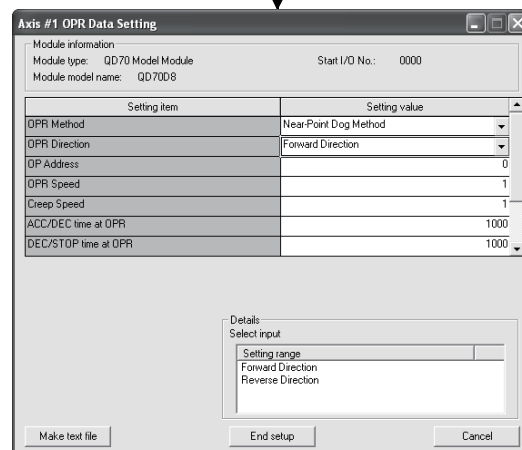 Axis #1 OPR Data Setting
Module information
Module type: QD70 Model Module Start I/O No.: 0000
Module model name: QD70D8
Setting item Setting value
OPR Method Near-Point Dog Method
OPR Direction Forward Direction
OP Address 0
OPR Speed 1
Creep Speed 1
ACC/DEC time at OPR 1000
DEC/STOP time at OPR 1000
Details
Select input
Setting range
Forward Direction
Reverse Direction
Make text file End setup Cancel